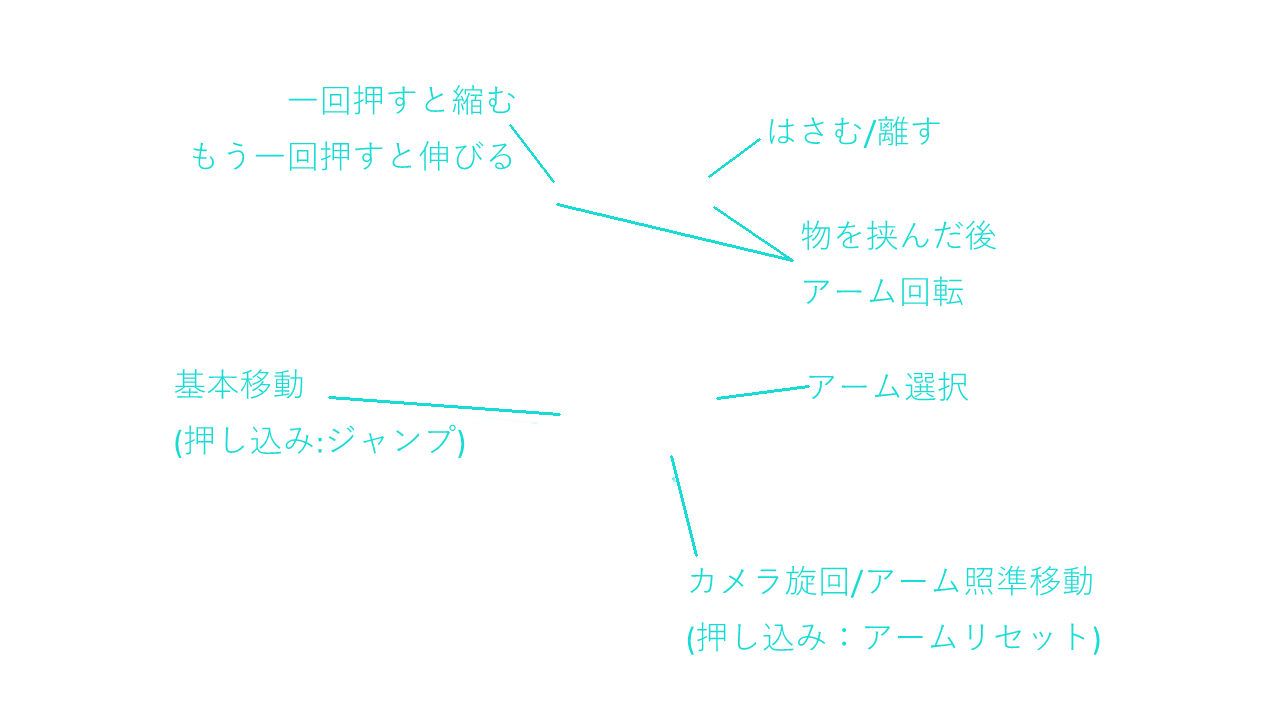 一回押すと縮む
もう一回押すと伸びる
はさむ/離す
物を挟んだ後
アーム回転
基本移動
(押し込み:ジャンプ)
アーム選択
カメラ旋回/アーム照準移動
(押し込み：アームリセット)